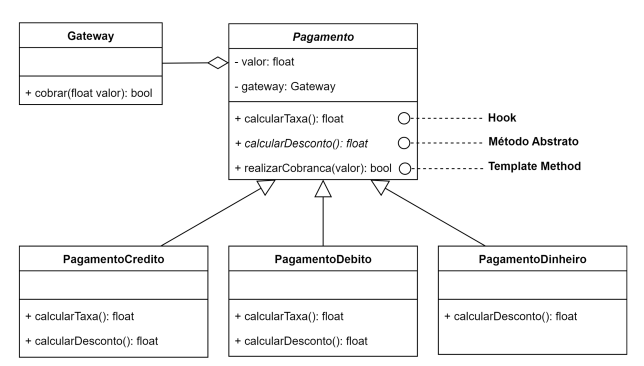 Gateway
+ cobrar(float valor): bool
Pagamento
- valor: float
- gateway: Gateway
+ calcularTaxa(): float
+ calcularDesconto(): float
+ realizarCobranca(valor): bool
Hook
Método Abstrato
Template Method
PagamentoCredito
+ calcularTaxa(): float
+ calcularDesconto(): float
PagamentoDebito
+ calcularTaxa(): float
+ calcularDesconto(): float
PagamentoDinheiro
+ calcularDesconto(): float